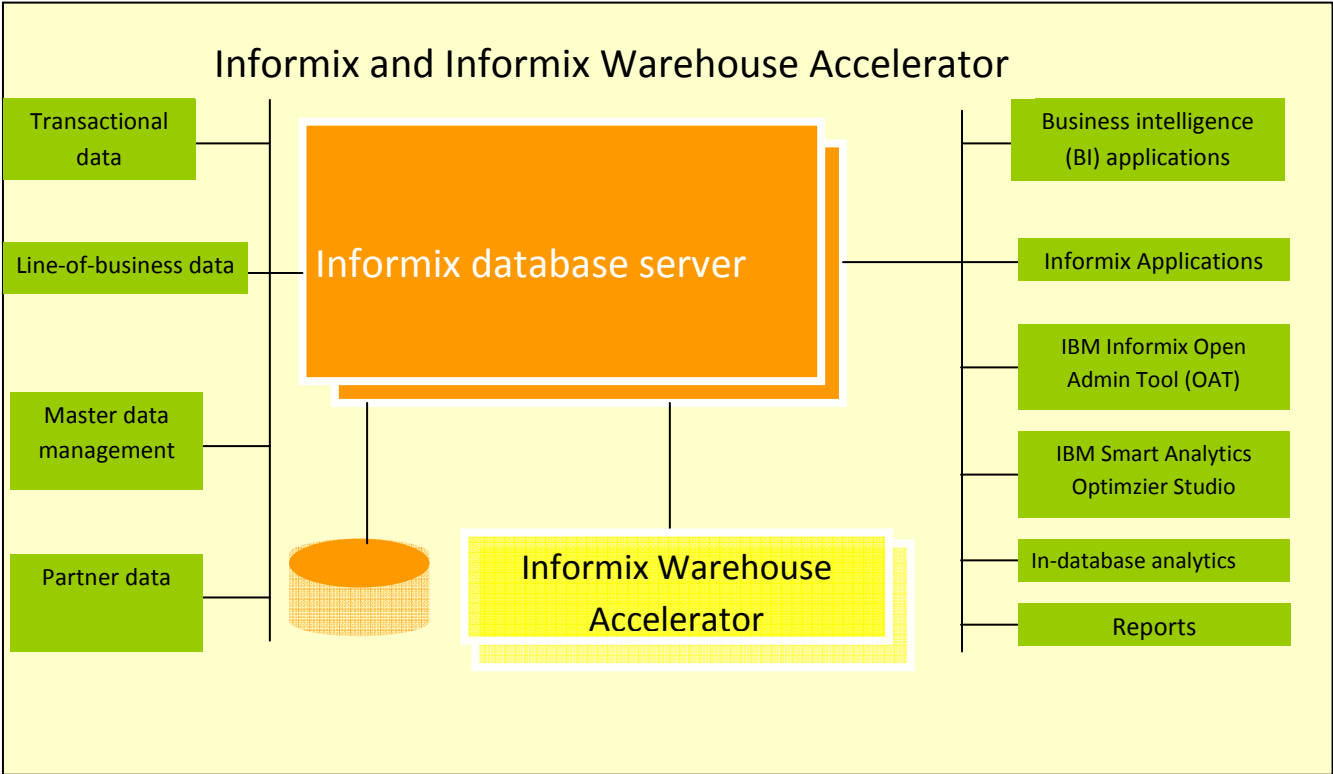 Informix and Informix Warehouse Accelerator
Transactional
data
Line-of-business data
Master data
management
Partner data
Informix database server
Informix Warehouse
Accelerator
Business intelligence
(BI) applications
Informix Applications
IBM Informix Open
Admin Tool (OAT)
IBM Smart Analytics
Optimzier Studio
In-database analytics
Reports